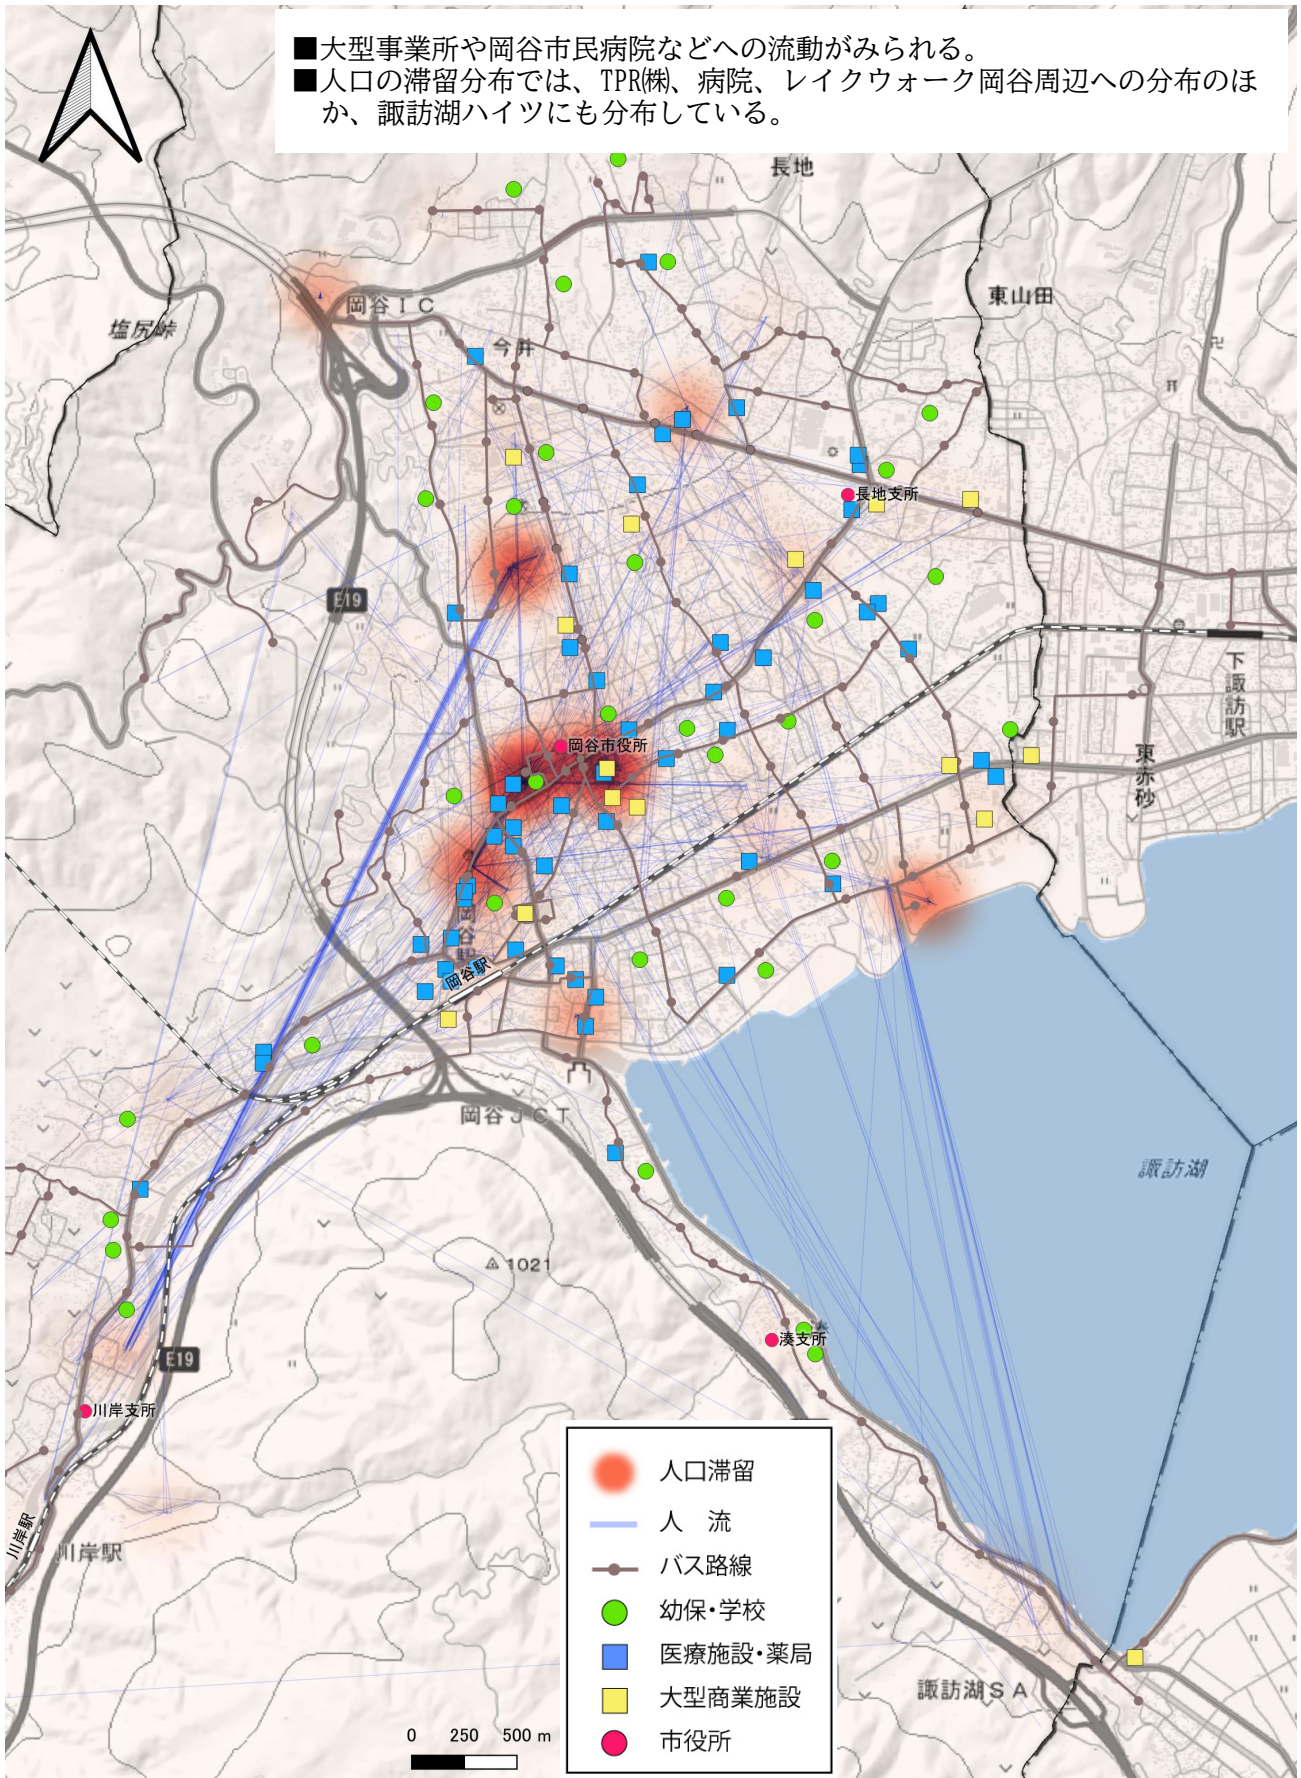 ■大型事業所や岡谷市民病院などへの流動がみられる。
■人口の滞留分布では、TPR㈱、病院、レイクウォーク岡谷周辺への分布のほ
か、諏訪湖ハイツにも分布している。
長地
岡谷ＩＣ
東山田
塩尻峠
今井
長地支所
E19
下諏訪駅
岡谷市役所
東赤砂
岡谷駅
岡谷駅
岡谷ＪＣＴ
諏訪湖
1021
湊支所
E19
川岸支所
川岸駅
川岸駅
諏訪湖ＳＡ
人口滞留
人　流
バス路線
幼保・学校
医療施設・薬局
大型商業施設
市役所
0 250 500 m